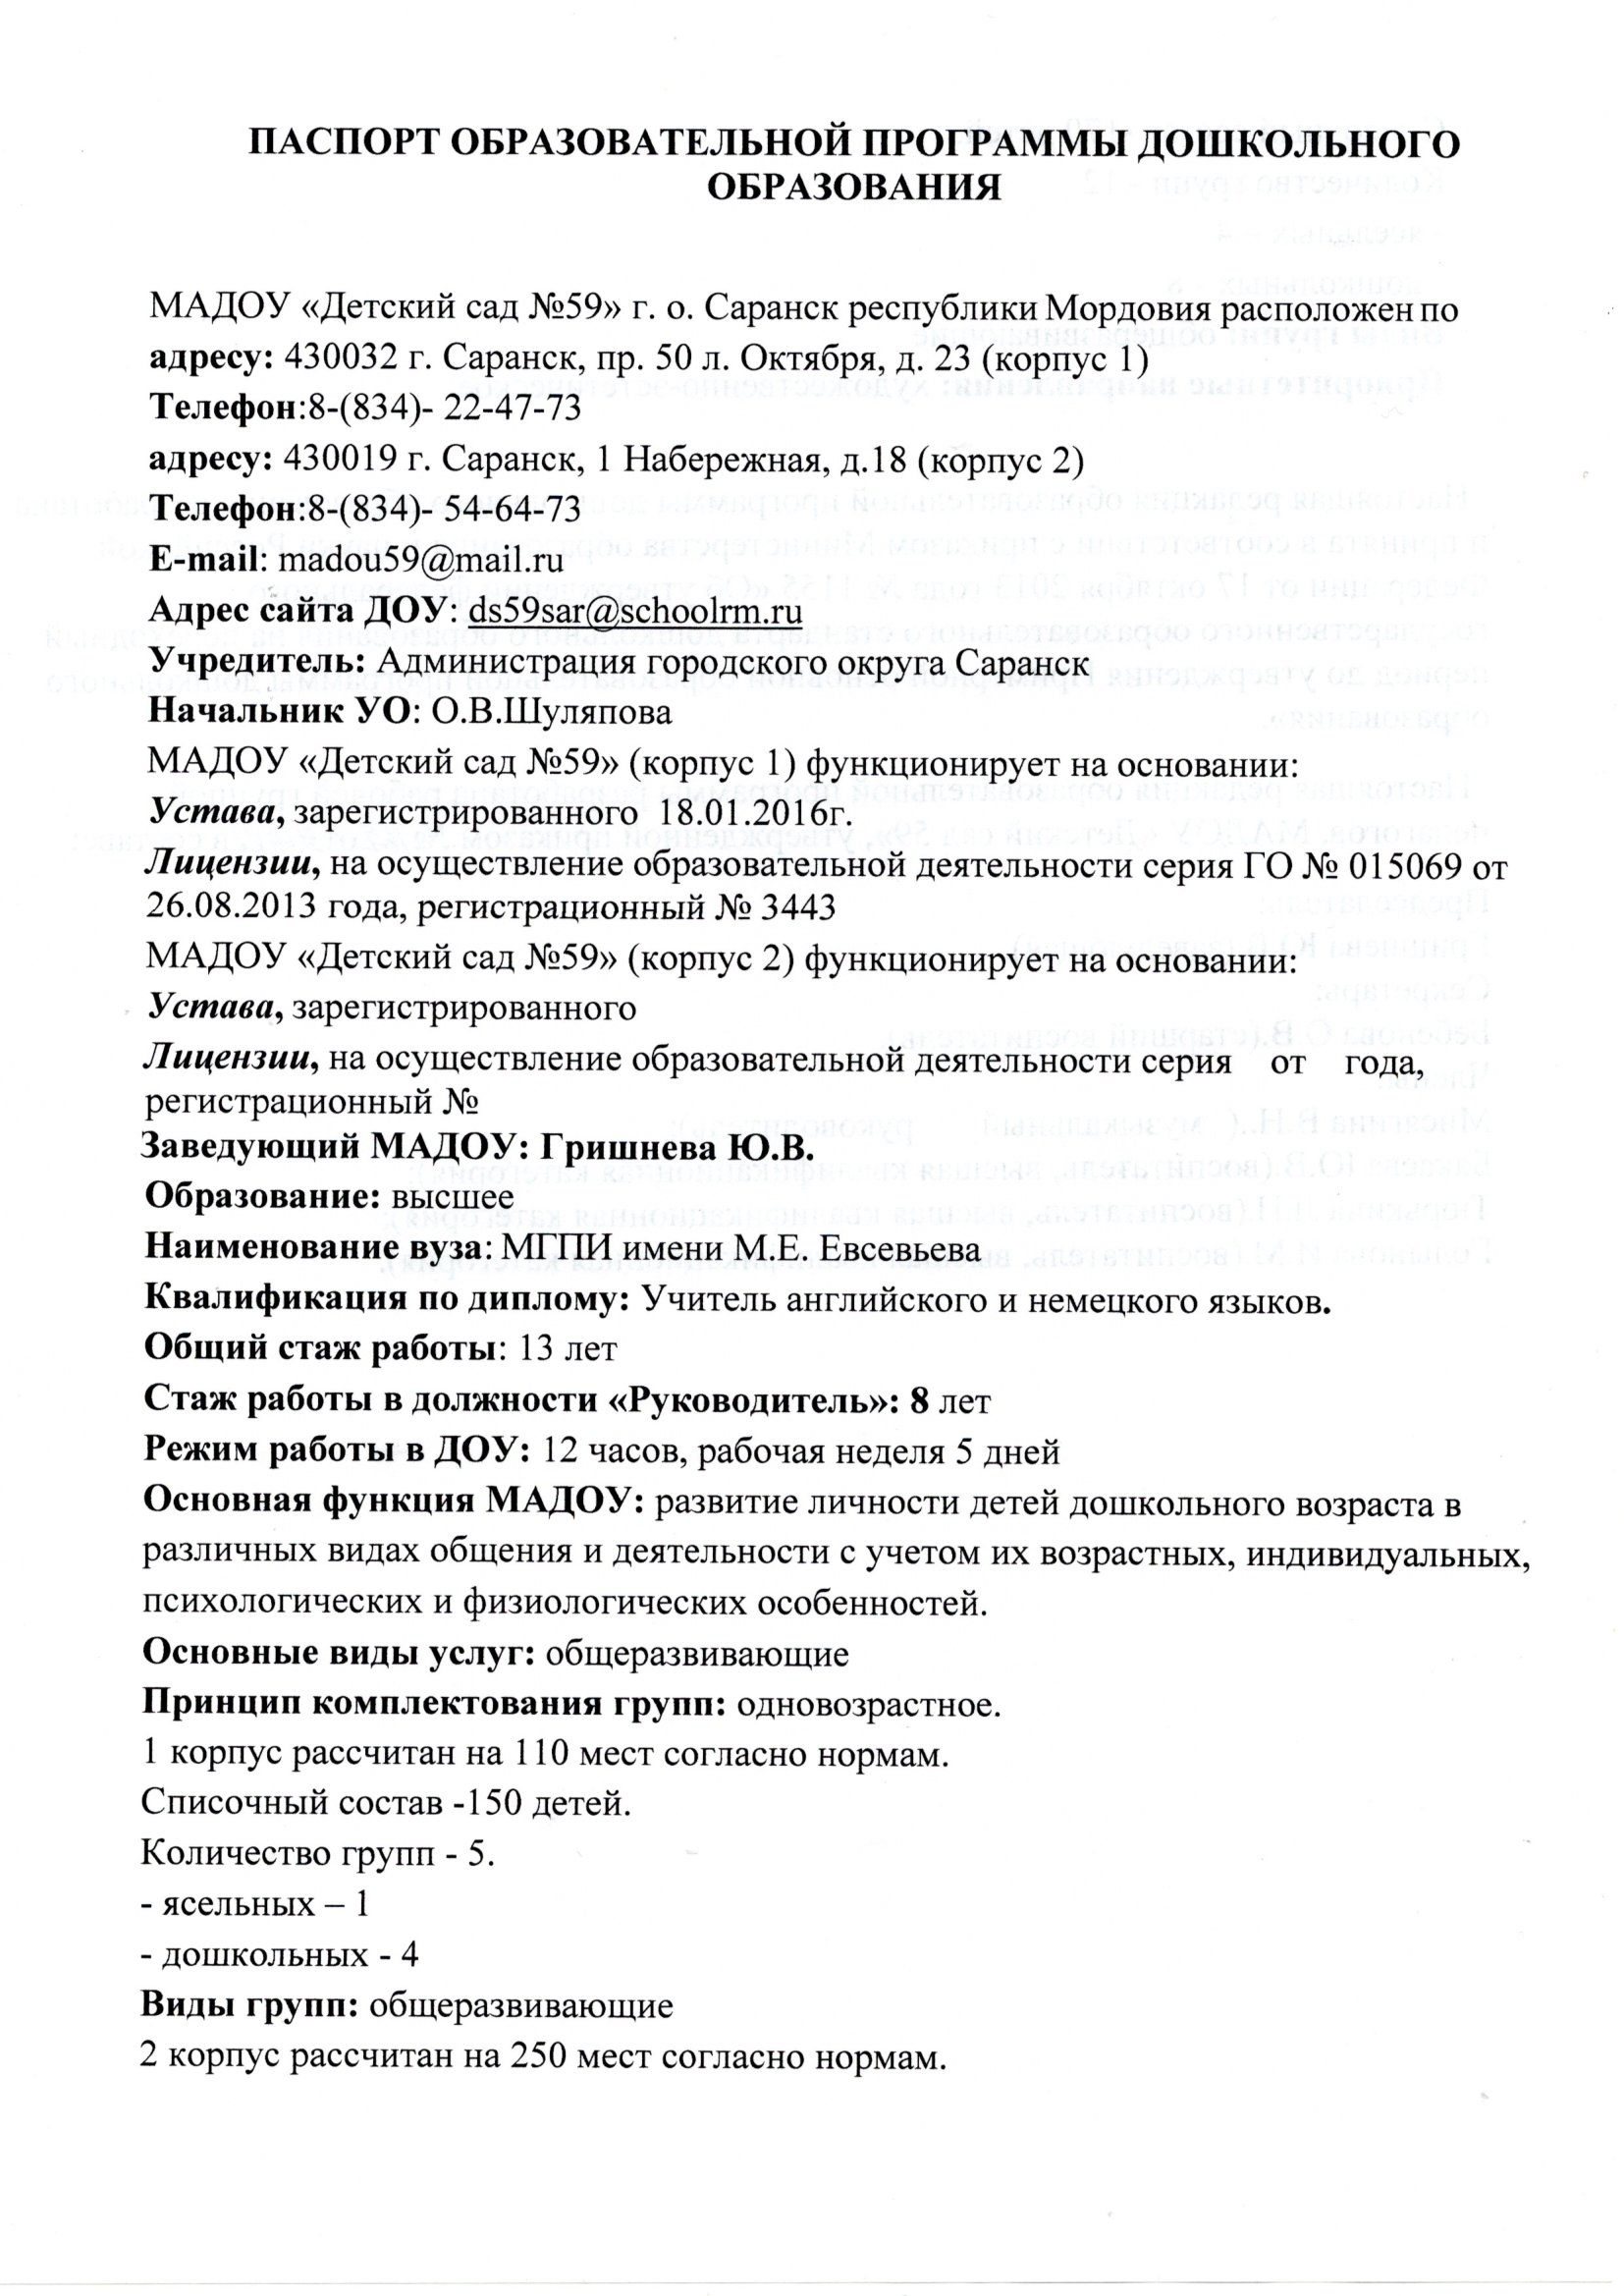 ПАСПОРТ ОБРАЗОВАТЕЛЬНОЙ ПРОГРАММЫ ДОШКОЛЬНОГО
ОБРАЗОВАНИЯ
МАДОУ «Детский сад №59» г. о. Саранск республики Мордовия расположен по
адресу: 430032 г. Саранск, пр. 50 л. Октября, д. 23 (корпус 1)
Телефон:8-(834)- 22-47-73
адресу: 430019 г. Саранск, 1 Набережная, д.18 (корпус 2)
Телефон:8-(834)- 54-64-73
E-mail: madou59@mail.ru
Адрес сайта ДОУ: ds59sar@schoolrm.ru
Учредитель: Администрация городского округа Саранск
Начальник УО: О.В.Шуляпова
МАДОУ «Детский сад №59» (корпус 1) функционирует на основании:
Устава, зарегистрированного 18.01.2016г.
Лицензии, на осуществление образовательной деятельности серия ГО № 015069 от
26.08.2013 года, регистрационный № 3443
МАДОУ «Детский сад №59» (корпус 2) функционирует на основании:
Устава, зарегистрированного
Лицензии, на осуществление образовательной деятельности серия от года,
регистрационный №
Заведующий МАДОУ: Гришнева Ю.В.
Образование: высшее
Наименование вуза: МГПИ имени М.Е. Евсевьева
Квалификация по диплому: Учитель английского и немецкого языков.
Общий стаж работы: 13 лет
Стаж работы в должности «Руководитель»: 8 лет
Режим работы в ДОУ: 12 часов, рабочая неделя 5 дней
Основная функция МАДОУ: развитие личности детей дошкольного возраста в
различных видах общения и деятельности с учетом их возрастных, индивидуальных,
психологических и физиологических особенностей.
Основные виды услуг: общеразвивающие
Принцип комплектования групп: одновозрастное.
1 корпус рассчитан на 110 мест согласно нормам.
Списочный состав -150 детей.
Количество групп - 5.
- ясельных – 1
- дошкольных - 4
Виды групп: общеразвивающие
2 корпус рассчитан на 250 мест согласно нормам.